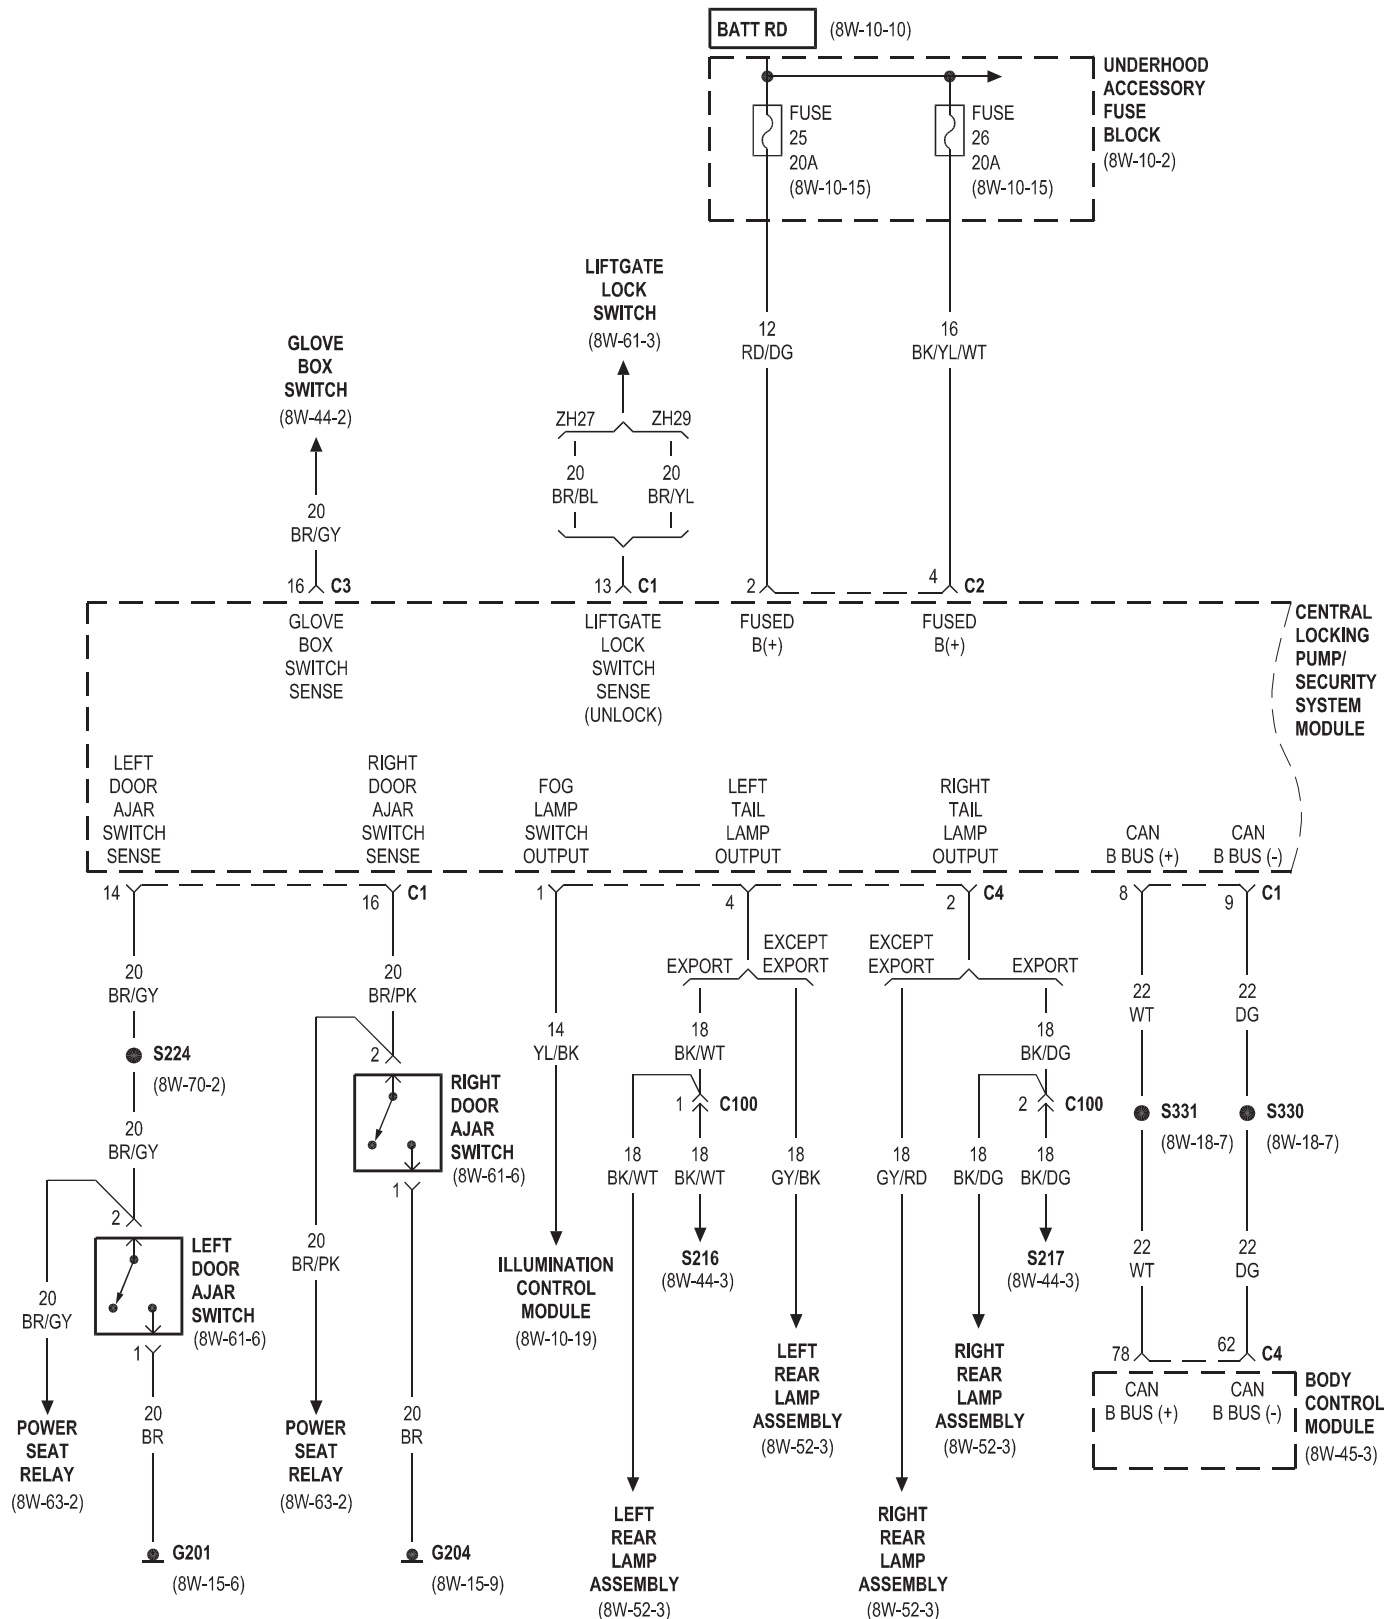 BATT RD (8W-10-10)
UNDERHOOD
ACCESSORY
FUSE
BLOCK
(8W-10-2)
FUSE
25
20A
(8W-10-15)
FUSE
26
20A
(8W-10-15)
LIFTGATE
LOCK
SWITCH
(8W-61-3)
GLOVE
BOX
SWITCH
(8W-44-2)
12
RD/DG
16
BK/YL/WT
ZH27 ZH29
20
BR/BL
20
BR/YL
20
BR/GY
16 C3
13 C1
2
4 C2
GLOVE
BOX
SWITCH
SENSE
LIFTGATE
LOCK
SWITCH
SENSE
(UNLOCK)
FUSED
B(+)
FUSED
B(+)
CENTRAL
LOCKING
PUMP/
SECURITY
SYSTEM
MODULE
LEFT
DOOR
AJAR
SWITCH
SENSE
RIGHT
DOOR
AJAR
SWITCH
SENSE
FOG
LAMP
SWITCH
OUTPUT
LEFT
TAIL
LAMP
OUTPUT
RIGHT
TAIL
LAMP
OUTPUT
CAN
B BUS (+)
CAN
B BUS (-)
14
16 C1
1
4
2 C4
8
9 C1
EXPORT
EXCEPT
EXPORT
EXCEPT
EXPORT
EXPORT
20
BR/GY
20
BR/PK
14
YL/BK
18
BK/WT
18
BK/DG
22
WT
22
DG
S224
(8W-70-2)
2
RIGHT
DOOR
AJAR
SWITCH
(8W-61-6)
1
1 C100
2 C100
S331
(8W-18-7)
S330
(8W-18-7)
20
BR/GY
18
BK/WT
18
BK/WT
18
GY/BK
18
GY/RD
18
BK/DG
18
BK/DG
2
LEFT
DOOR
AJAR
SWITCH
(8W-61-6)
1
20
BR/GY
20
BR/PK
ILLUMINATION
CONTROL
MODULE
(8W-10-19)
S216
(8W-44-3)
S217
(8W-44-3)
22
WT
22
DG
LEFT
REAR
LAMP
ASSEMBLY
(8W-52-3)
RIGHT
REAR
LAMP
ASSEMBLY
(8W-52-3)
78
62 C4
CAN
B BUS (+)
CAN
B BUS (-)
BODY
CONTROL
MODULE
(8W-45-3)
POWER
SEAT
RELAY
(8W-63-2)
20
BR
POWER
SEAT
RELAY
(8W-63-2)
20
BR
LEFT
REAR
LAMP
ASSEMBLY
(8W-52-3)
RIGHT
REAR
LAMP
ASSEMBLY
(8W-52-3)
G201
(8W-15-6)
G204
(8W-15-9)